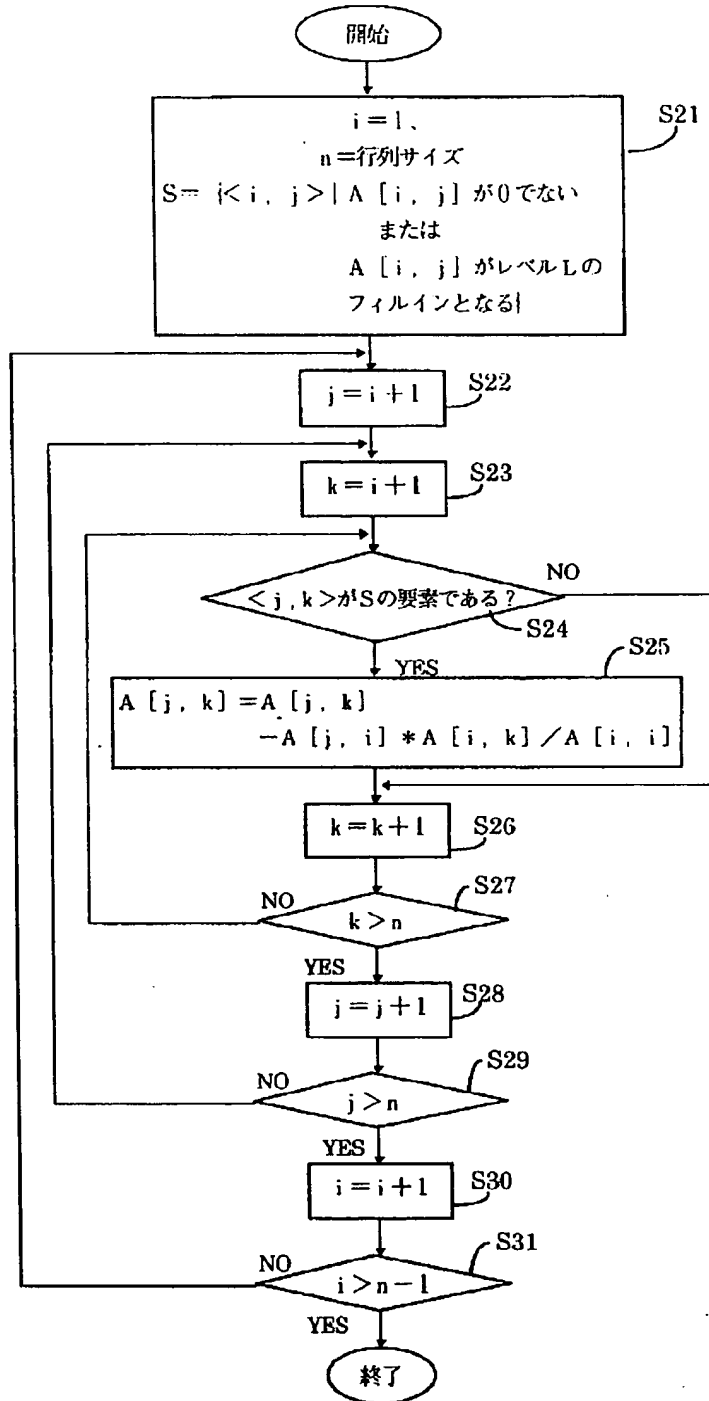 開始
S21
i=1、
n=行列サイズ
S= {<i, j>| A [i, j] が0でない
または
A [i, j] がレベルLの
フィルインとなる}
j=i+1
S22
k=i+1
S23
<j, k>がSの要素である?
NO
S24
YES
S25
A [j, k] =A [j, k]
-A [j, i] *A [i, k] /A [i, i]
k=k+1
S26
NO
S27
k>n
YES
j=j+1
S28
NO
S29
j>n
YES
i=i+1
S30
NO
S31
i>n-1
YES
終了